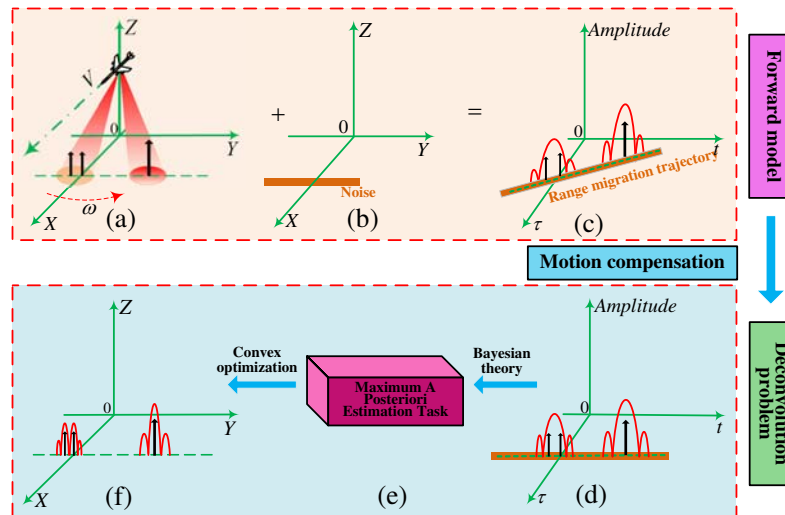 Z
V
0
Y
ω
X
(a)
+
Z
0
Y
Noise
X
(b)
=
Amplitude
0
t
Range migration trajectory
τ
(c)
Forward model
Motion compensation
Z
0
Y
X
(f)
Convex
optimization
Maximum A
Posteriori
Estimation Task
(e)
Bayesian
theory
Amplitude
0
t
τ
(d)
Deconvolution
problem